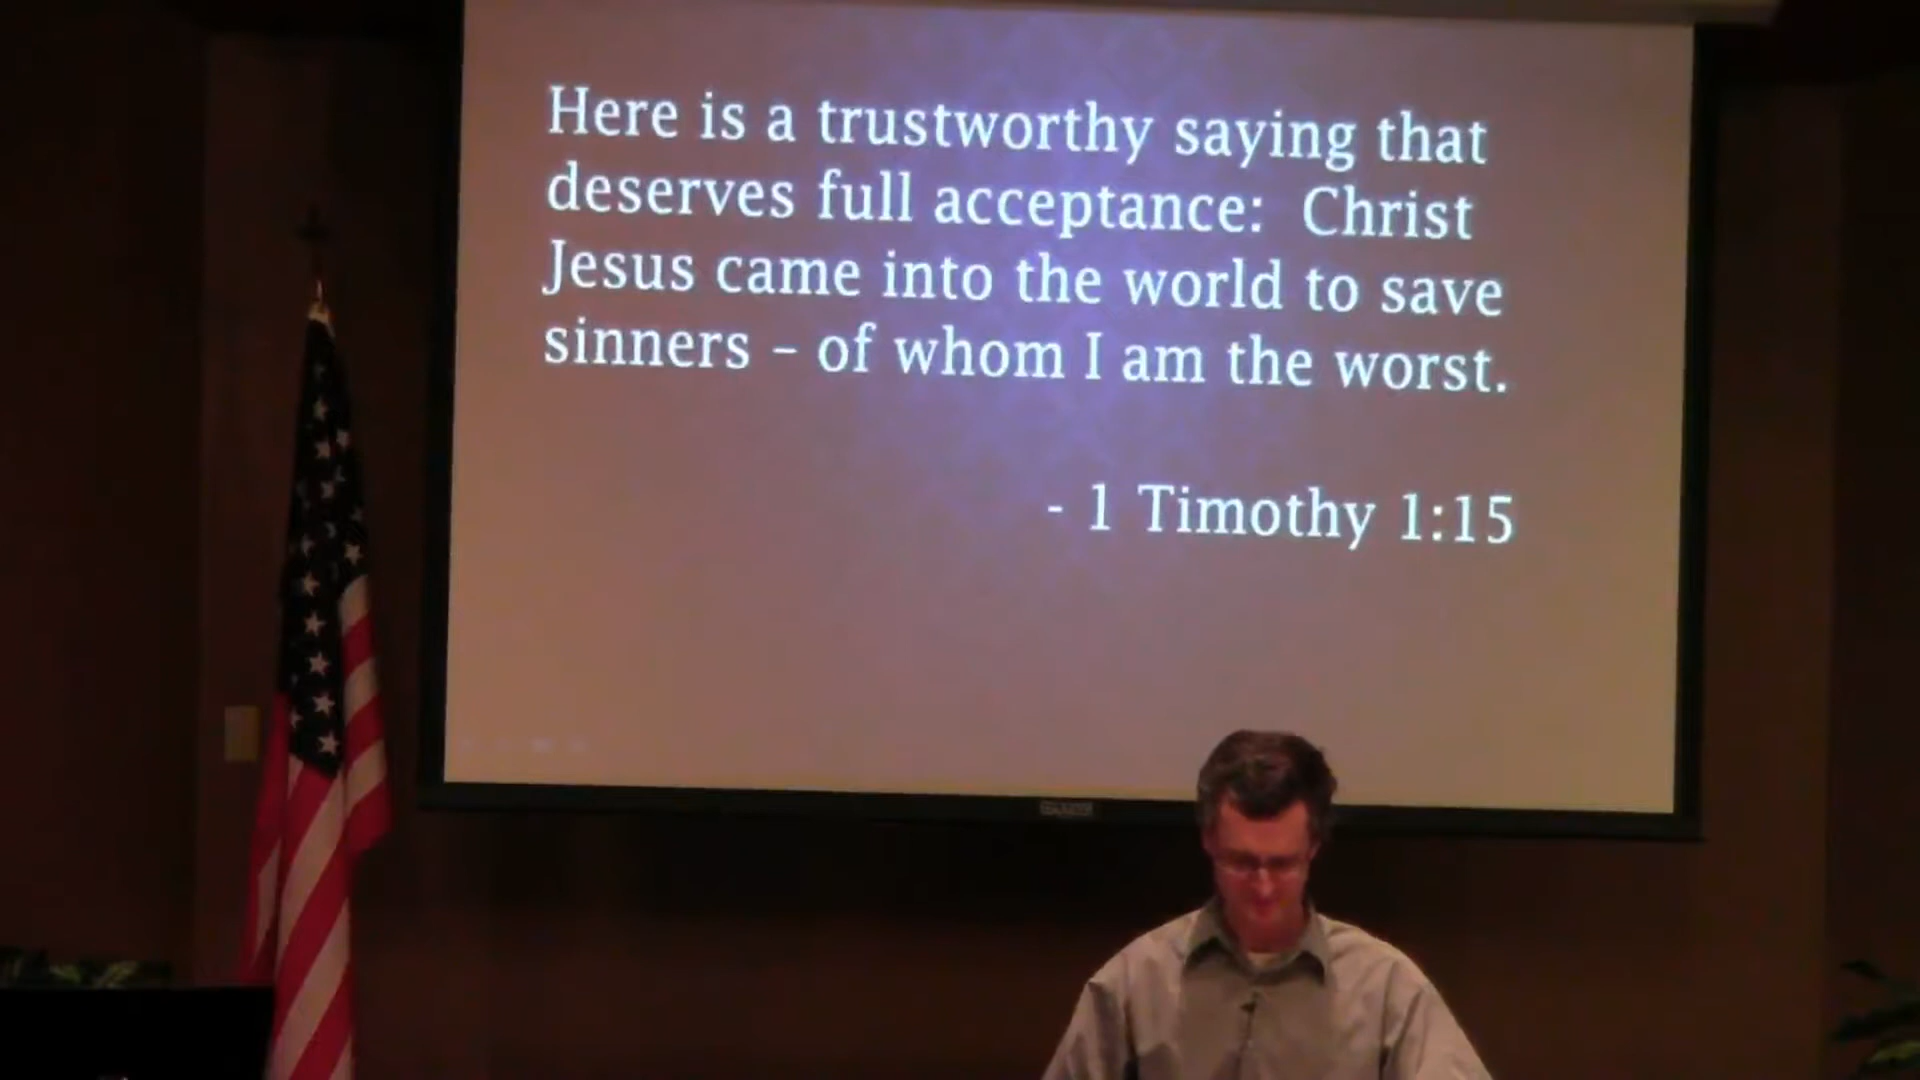 Here is a trustworthy saying that
deserves full acceptance: Christ
Jesus came into the world to save
sinners – of whom I am the worst.
- 1 Timothy 1:15